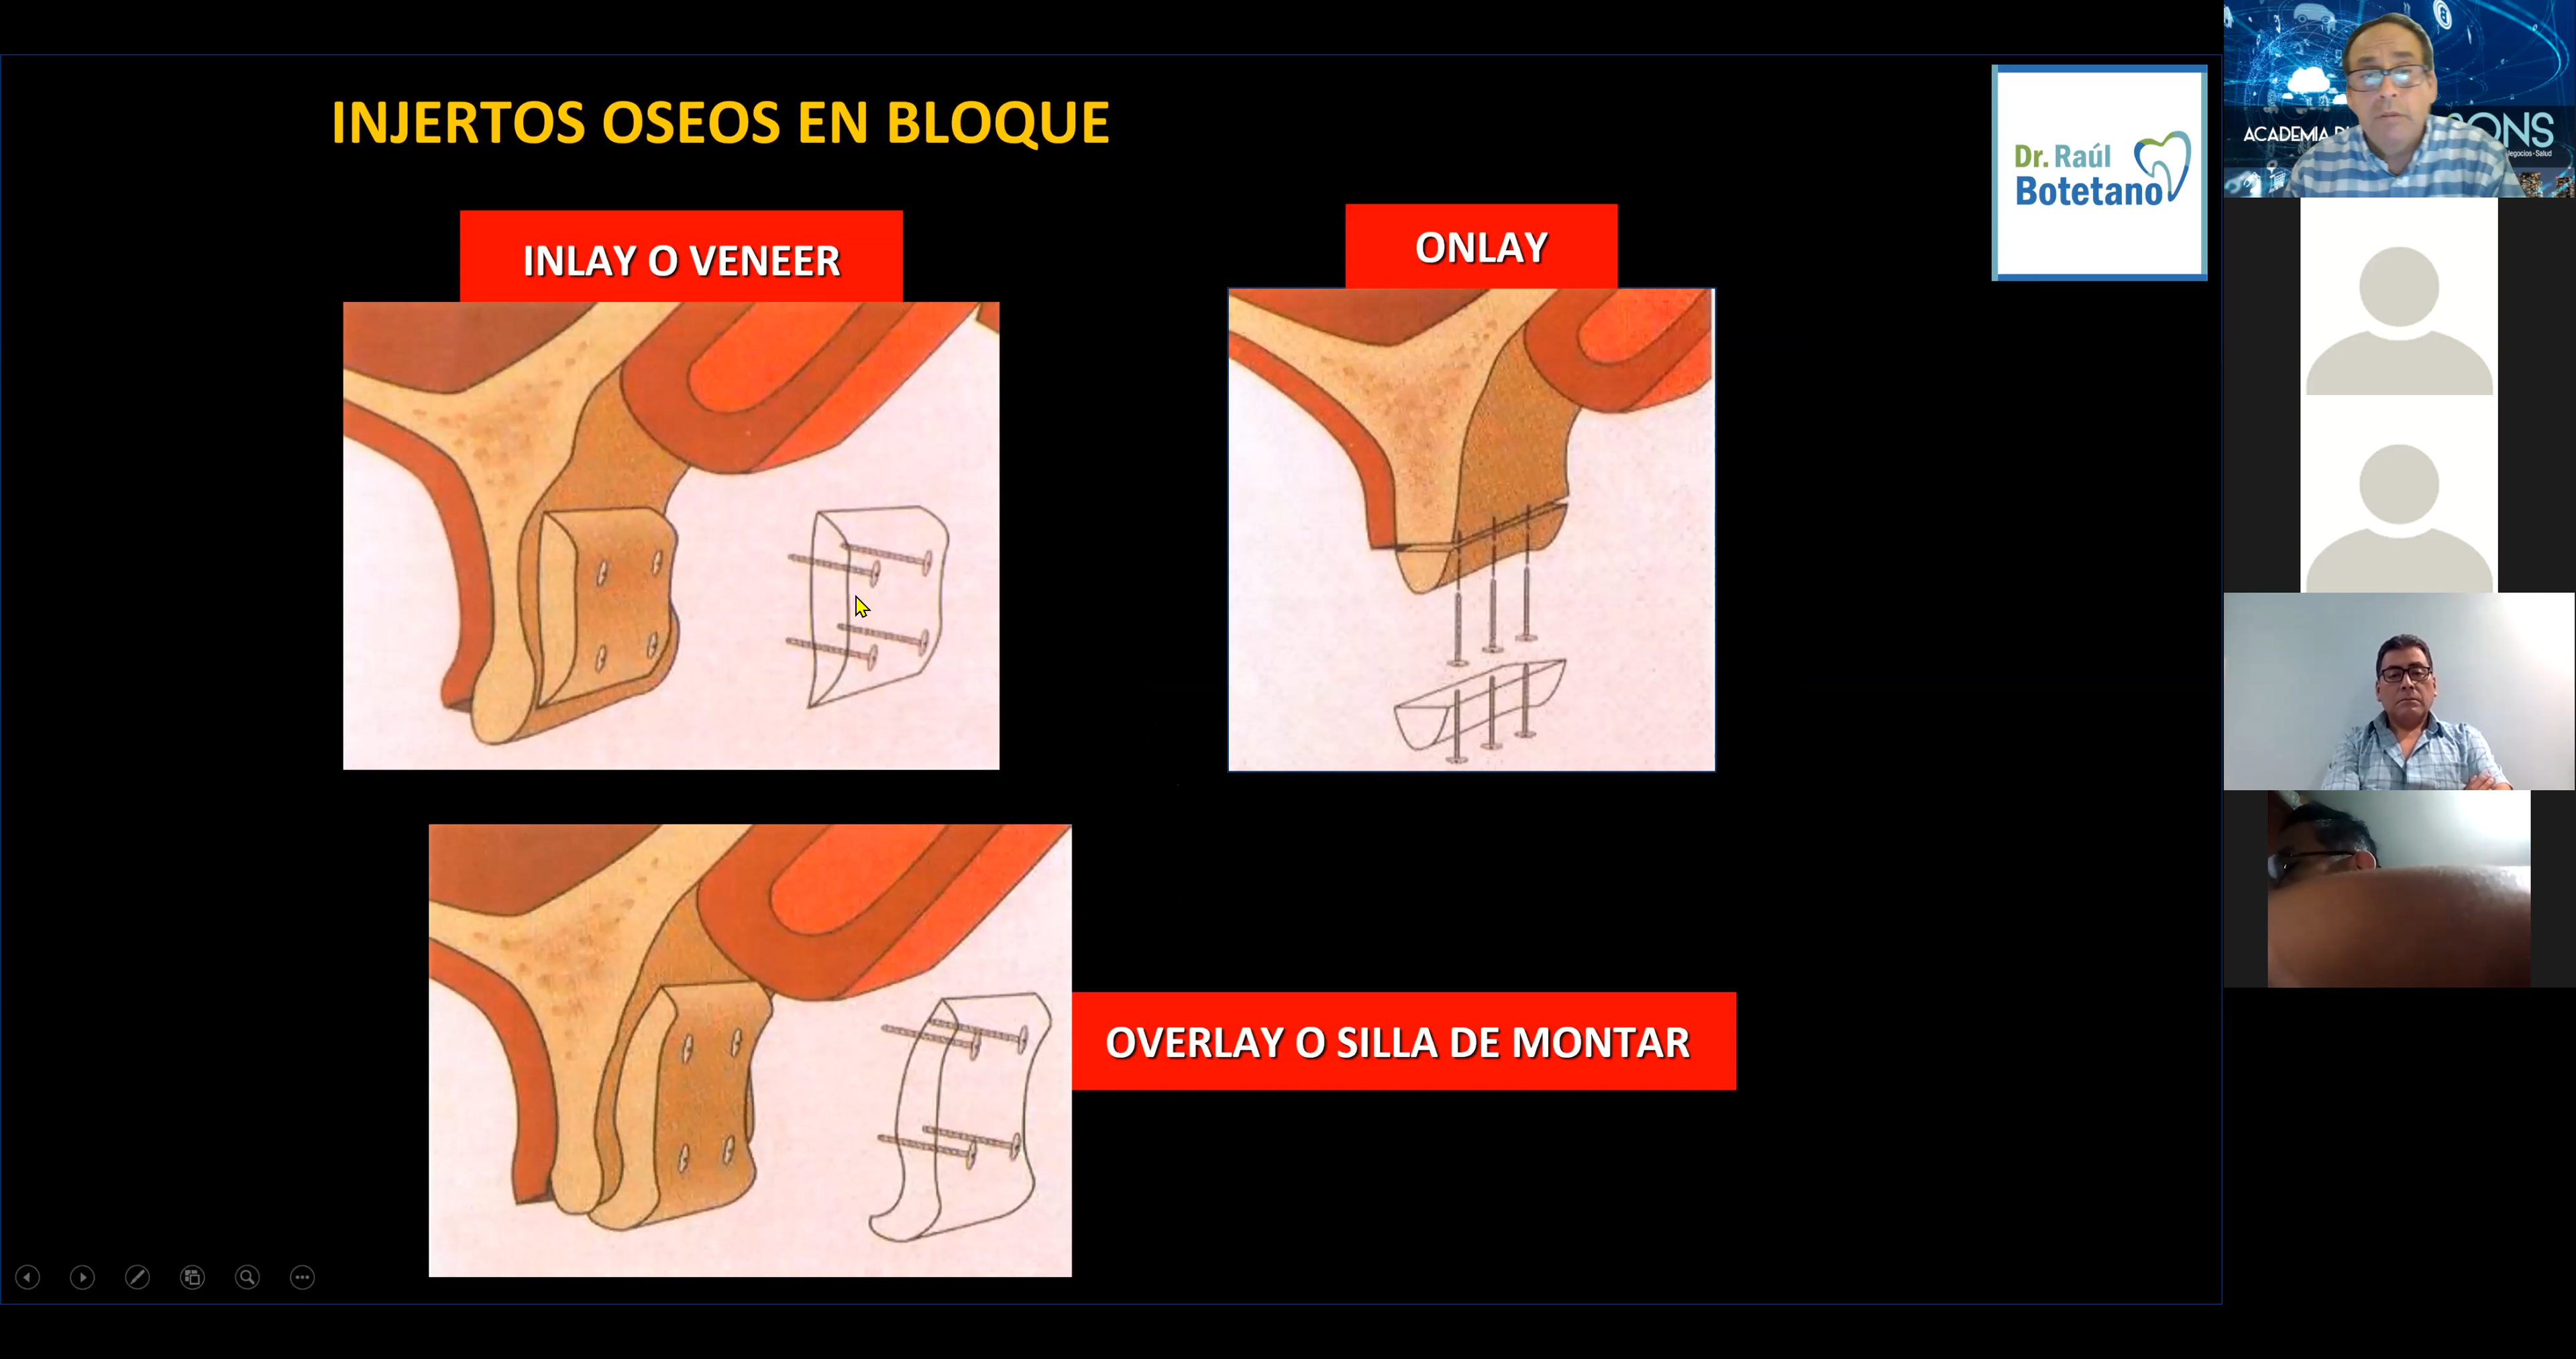 INJERTOS OSEOS EN BLOQUE
INLAY O VENEER
ONLAY
OVERLAY O SILLA DE MONTAR
Dr. Raúl
Botetano
ACADEMIA